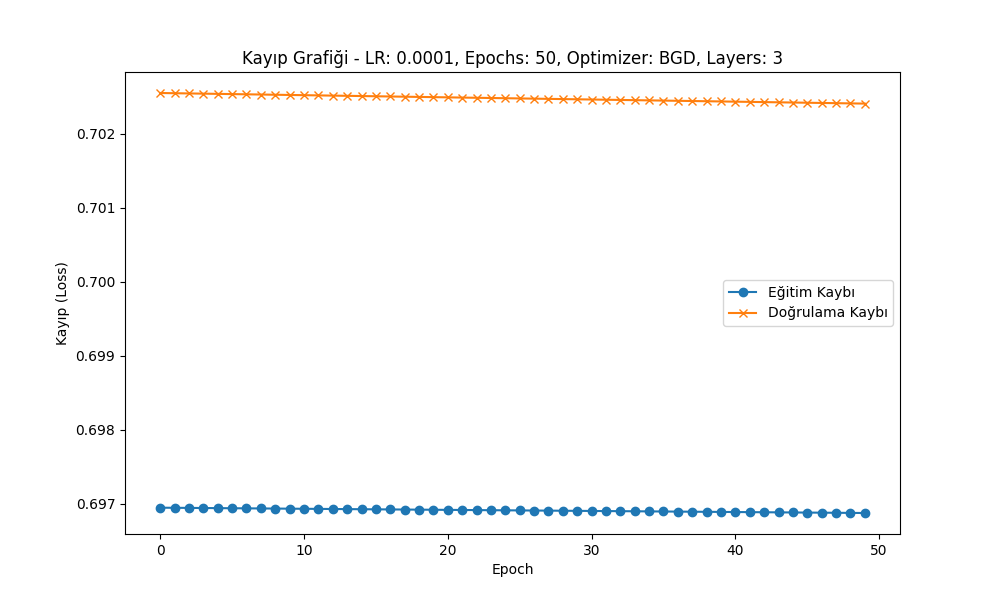 Kayıp Grafiği - LR: 0.0001, Epochs: 50, Optimizer: BGD, Layers: 3
Kayıp (Loss)
0.702
0.701
0.700
0.699
0.698
0.697
Eğitim Kaybı
Doğrulama Kaybı
0 10 20 30 40 50
Epoch